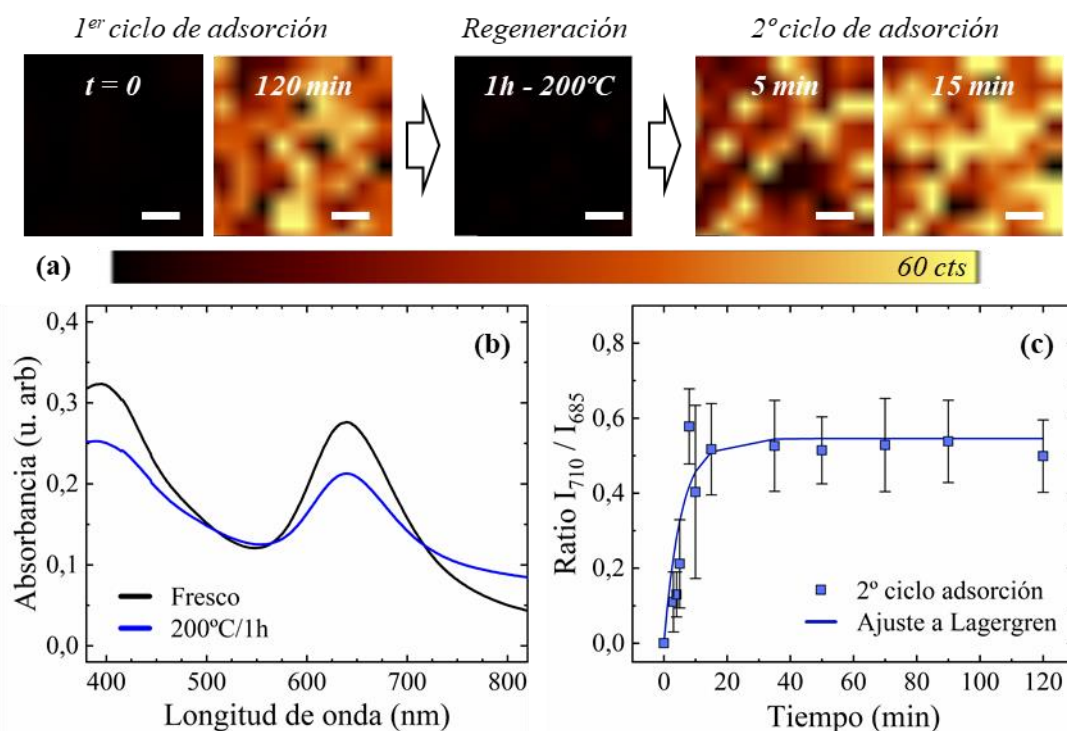 1er ciclo de adsorción
Regeneración
2º ciclo de adsorción
t = 0
120 min
1h - 200ºC
5 min
15 min
(a)
60 cts
(b)
0,3
0,2
0,1
0,0
Absorbancia (u. arb)
Fresco
200ºC/1h
400 500 600 700 800
Longitud de onda (nm)
(c)
0,8
0,6
0,4
0,2
0,0
Ratio I710 / I685
2º ciclo adsorción
Ajuste a Lagergren
0 20 40 60 80 100 120
Tiempo (min)